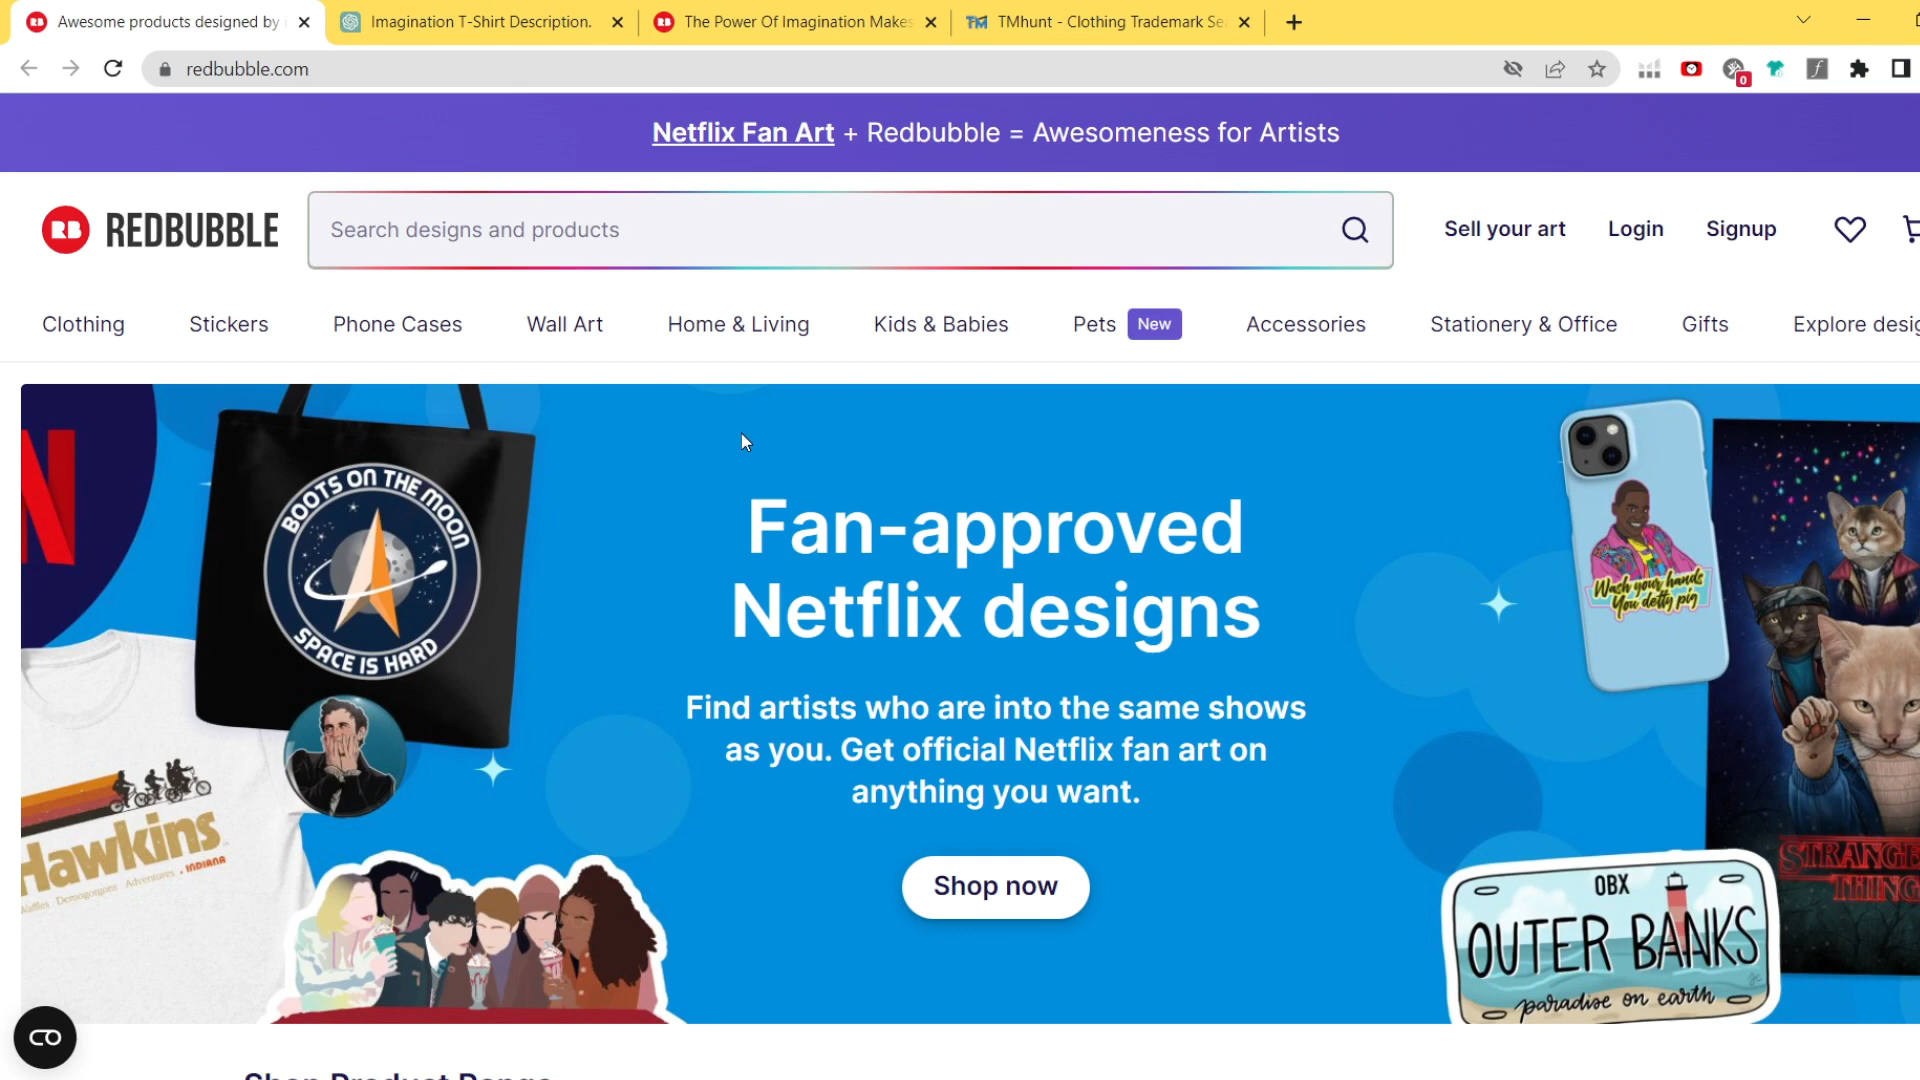 Awesome products designed by
Imagination T-Shirt Description.
The Power Of Imagination Makes
TM TMhunt - Clothing Trademark Se
redbubble.com
0
Netflix Fan Art + Redbubble = Awesomeness for Artists
RB REDBUBBLE
Search designs and products
Sell your art
Login
Signup
Clothing
Stickers
Phone Cases
Wall Art
Home & Living
Kids & Babies
Pets
New
Accessories
Stationery & Office
Gifts
Explore desig
BOOTS ON THE MOON
SPACE IS HARD
Hawkins
, INDIANA
Fan-approved
Netflix designs
Find artists who are into the same shows
as you. Get official Netflix fan art on
anything you want.
Shop now
Wash your hands
You detty pig
STRANGE
THING
OBX
OUTER BANKS
paradise on earth